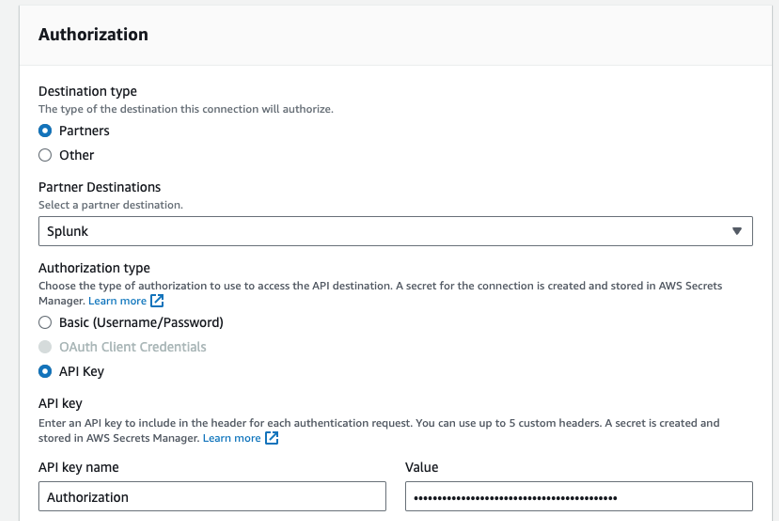 Authorization
Destination type
The type of the destination this connection will authorize.
Partners
Other
Partner Destinations
Select a partner destination.
Splunk
Authorization type
Choose the type of authorization to use to access the API destination. A secret for the connection is created and stored in AWS Secrets
Manager. Learn more
Basic (Username/Password)
OAuth Client Credentials
API Key
API key
Enter an API key to include in the header for each authentication request. You can use up to 5 custom headers. A secret is created and
stored in AWS Secrets Manager. Learn more
API key name Value
Authorization ••••••••••••••••••••••••••••••••••••••••••••